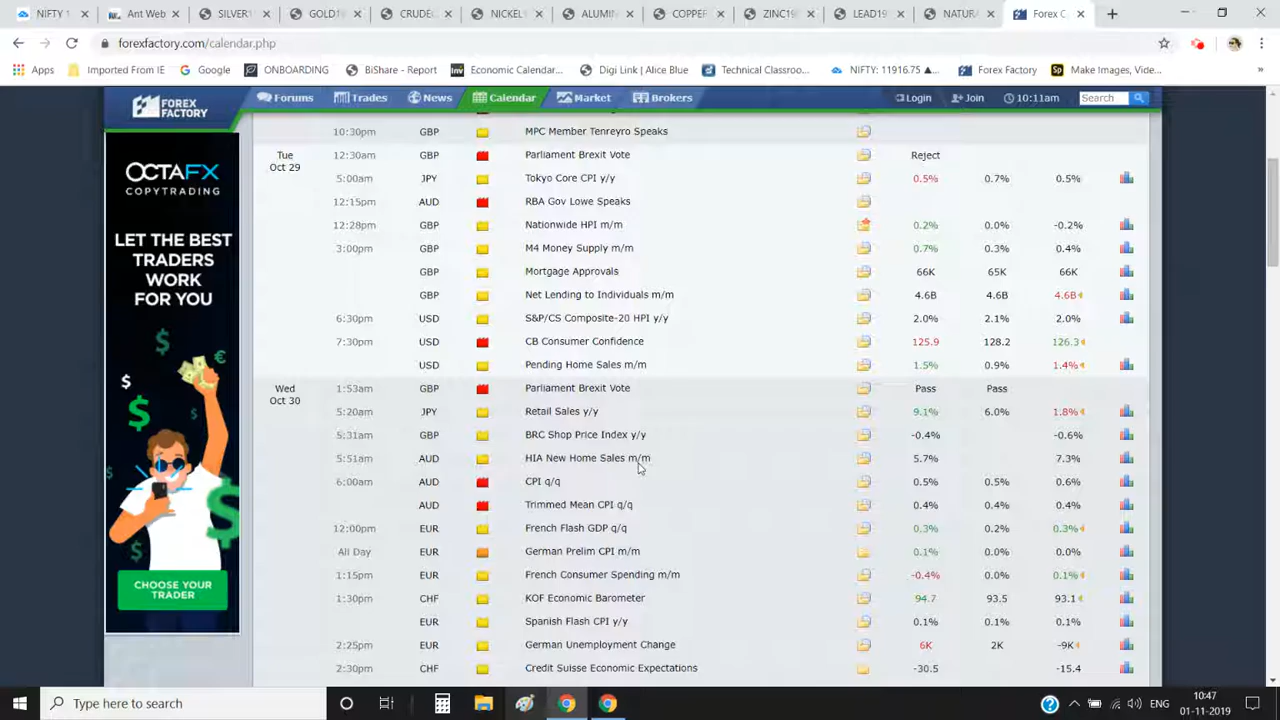 NIFTY 1
Ant Web
SILVER1
GOLD19
CRUDE
NICKEL1
ALUMIN
COPPER
ZINC19
LEAD19
NATURA
Forex C
forexfactory.com/calendar.php
Apps
Imported From IE
Google
ONBOARDING
BiShare - Report
Economic Calendar...
Digi Link | Alice Blue
Technical Classroo...
NIFTY: 11916.75 ▲...
Forex Factory
Make Images, Vide...
»
FOREX FACTORY
Forums
Trades
News
Calendar
Market
Brokers
Login
Join
10:11am
Search
10:30pm GBP MPC Member Tenreyro Speaks
Tue Oct 29 12:30am GBP Parliament Brexit Vote Reject
5:00am JPY Tokyo Core CPI y/y 0.5% 0.7% 0.5%
12:15pm AUD RBA Gov Lowe Speaks
12:28pm GBP Nationwide HPI m/m 0.2% 0.0% -0.2%
3:00pm GBP M4 Money Supply m/m 0.7% 0.3% 0.4%
GBP Mortgage Approvals 66K 65K 66K
GBP Net Lending to Individuals m/m 4.6B 4.6B 4.6B
6:30pm USD S&P/CS Composite-20 HPI y/y 2.0% 2.1% 2.0%
7:30pm USD CB Consumer Confidence 125.9 128.2 126.3
USD Pending Home Sales m/m 1.5% 0.9% 1.4%
Wed Oct 30 1:53am GBP Parliament Brexit Vote Pass Pass
5:20am JPY Retail Sales y/y 9.1% 6.0% 1.8%
5:31am GBP BRC Shop Price Index y/y -0.4% -0.6%
5:51am AUD HIA New Home Sales m/m 5.7% 7.3%
6:00am AUD CPI q/q 0.5% 0.5% 0.6%
AUD Trimmed Mean CPI q/q 0.4% 0.4% 0.4%
12:00pm EUR French Flash GDP q/q 0.3% 0.2% 0.3%
All Day EUR German Prelim CPI m/m 0.1% 0.0% 0.0%
1:15pm EUR French Consumer Spending m/m -0.4% 0.0% 0.1%
1:30pm CHF KOF Economic Barometer 94.7 93.5 93.1
EUR Spanish Flash CPI y/y 0.1% 0.1% 0.1%
2:25pm EUR German Unemployment Change 6K 2K -9K
2:30pm CHF Credit Suisse Economic Expectations -30.5 -15.4
OCTAFX
COPYTRADING
LET THE BEST
TRADERS
WORK
FOR YOU
CHOOSE YOUR
TRADER
Type here to search
ENG
10:47
01-11-2019